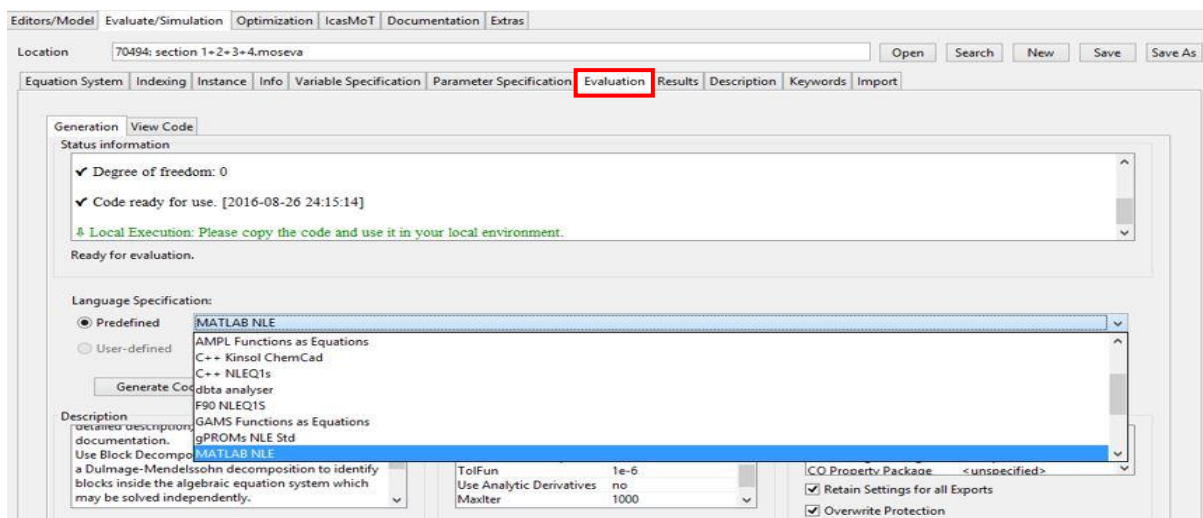 Editors/Model Evaluate/Simulation Optimization IcasMoT Documentation Extras
Location 70494: section 1+2+3+4.moseva Open Search New Save Save As
Equation System Indexing Instance Info Variable Specification Parameter Specification Evaluation Results Description Keywords Import
Generation View Code
Status information
✔ Degree of freedom: 0
✔ Code ready for use. [2016-08-26 24:15:14]
⇩ Local Execution: Please copy the code and use it in your local environment.
Ready for evaluation.
Language Specification:
Predefined MATLAB NLE
AMPL Functions as Equations
User-defined
C++ Kinsol ChemCad
C++ NLEQ1s
Generate Cod
dbta analyser
F90 NLEQ1S
Description
GAMS Functions as Equations
detailed description,
documentation.
gPROMs NLE Std
Use Block Decompo
MATLAB NLE
a Dulmage-Mendelssohn decomposition to identify
TolFun 1e-6
CO Property Package <unspecified>
blocks inside the algebraic equation system which
Use Analytic Derivatives no
Retain Settings for all Exports
may be solved independently.
MaxIter 1000
Overwrite Protection